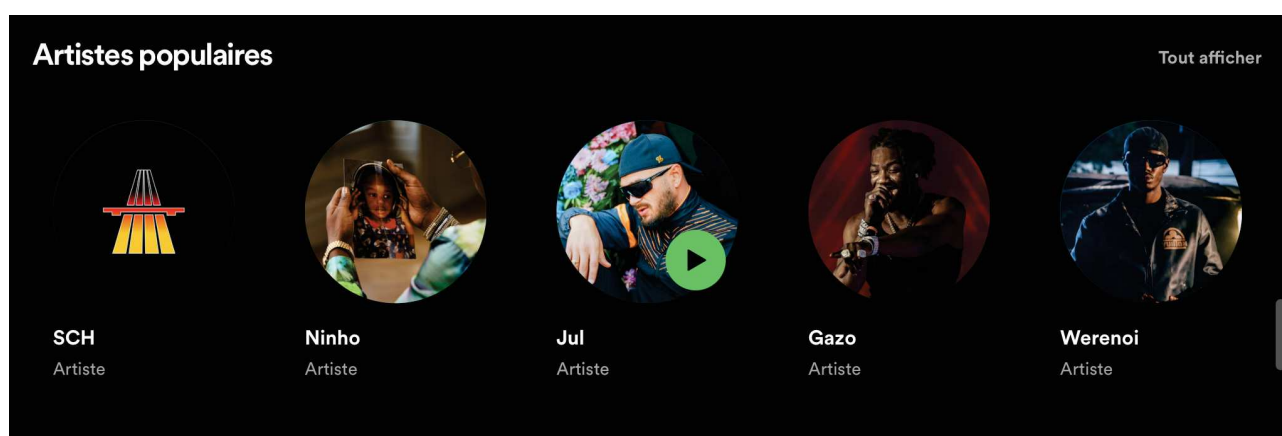 Artistes populaires
Tout afficher
SCH
Ninho
Jul
Gazo
Werenoi
Artiste
Artiste
Artiste
Artiste
Artiste